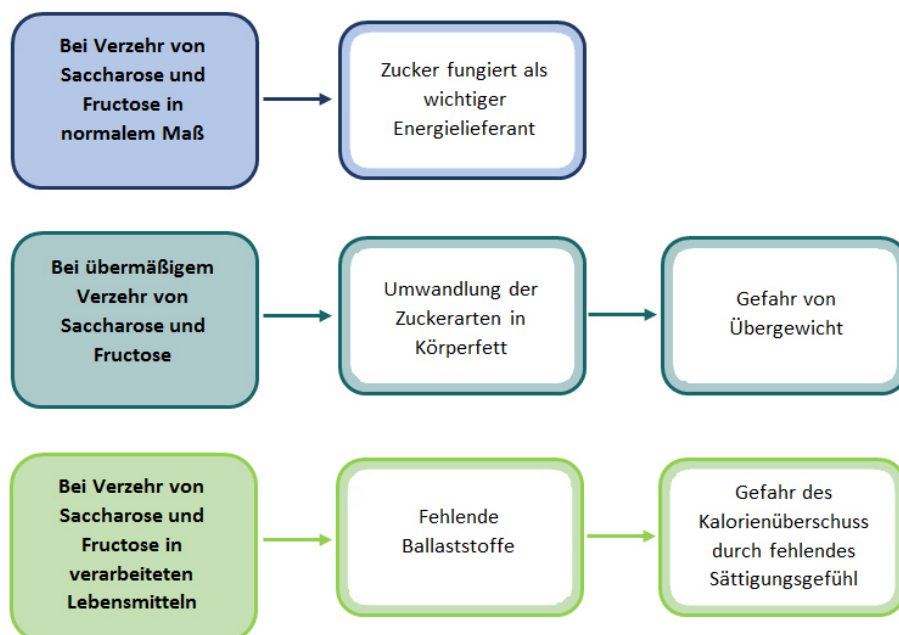 Bei Verzehr von
Saccharose und
Fructose in
normalem Maß
Zucker fungiert als
wichtiger
Energielieferant
Bei übermäßigem
Verzehr von
Saccharose und
Fructose
Umwandlung der
Zuckerarten in
Körperfett
Gefahr von
Übergewicht
Bei Verzehr von
Saccharose und
Fructose in
verarbeiteten
Lebensmitteln
Fehlende
Ballaststoffe
Gefahr des
Kalorienüberschuss
durch fehlendes
Sättigungsgefühl